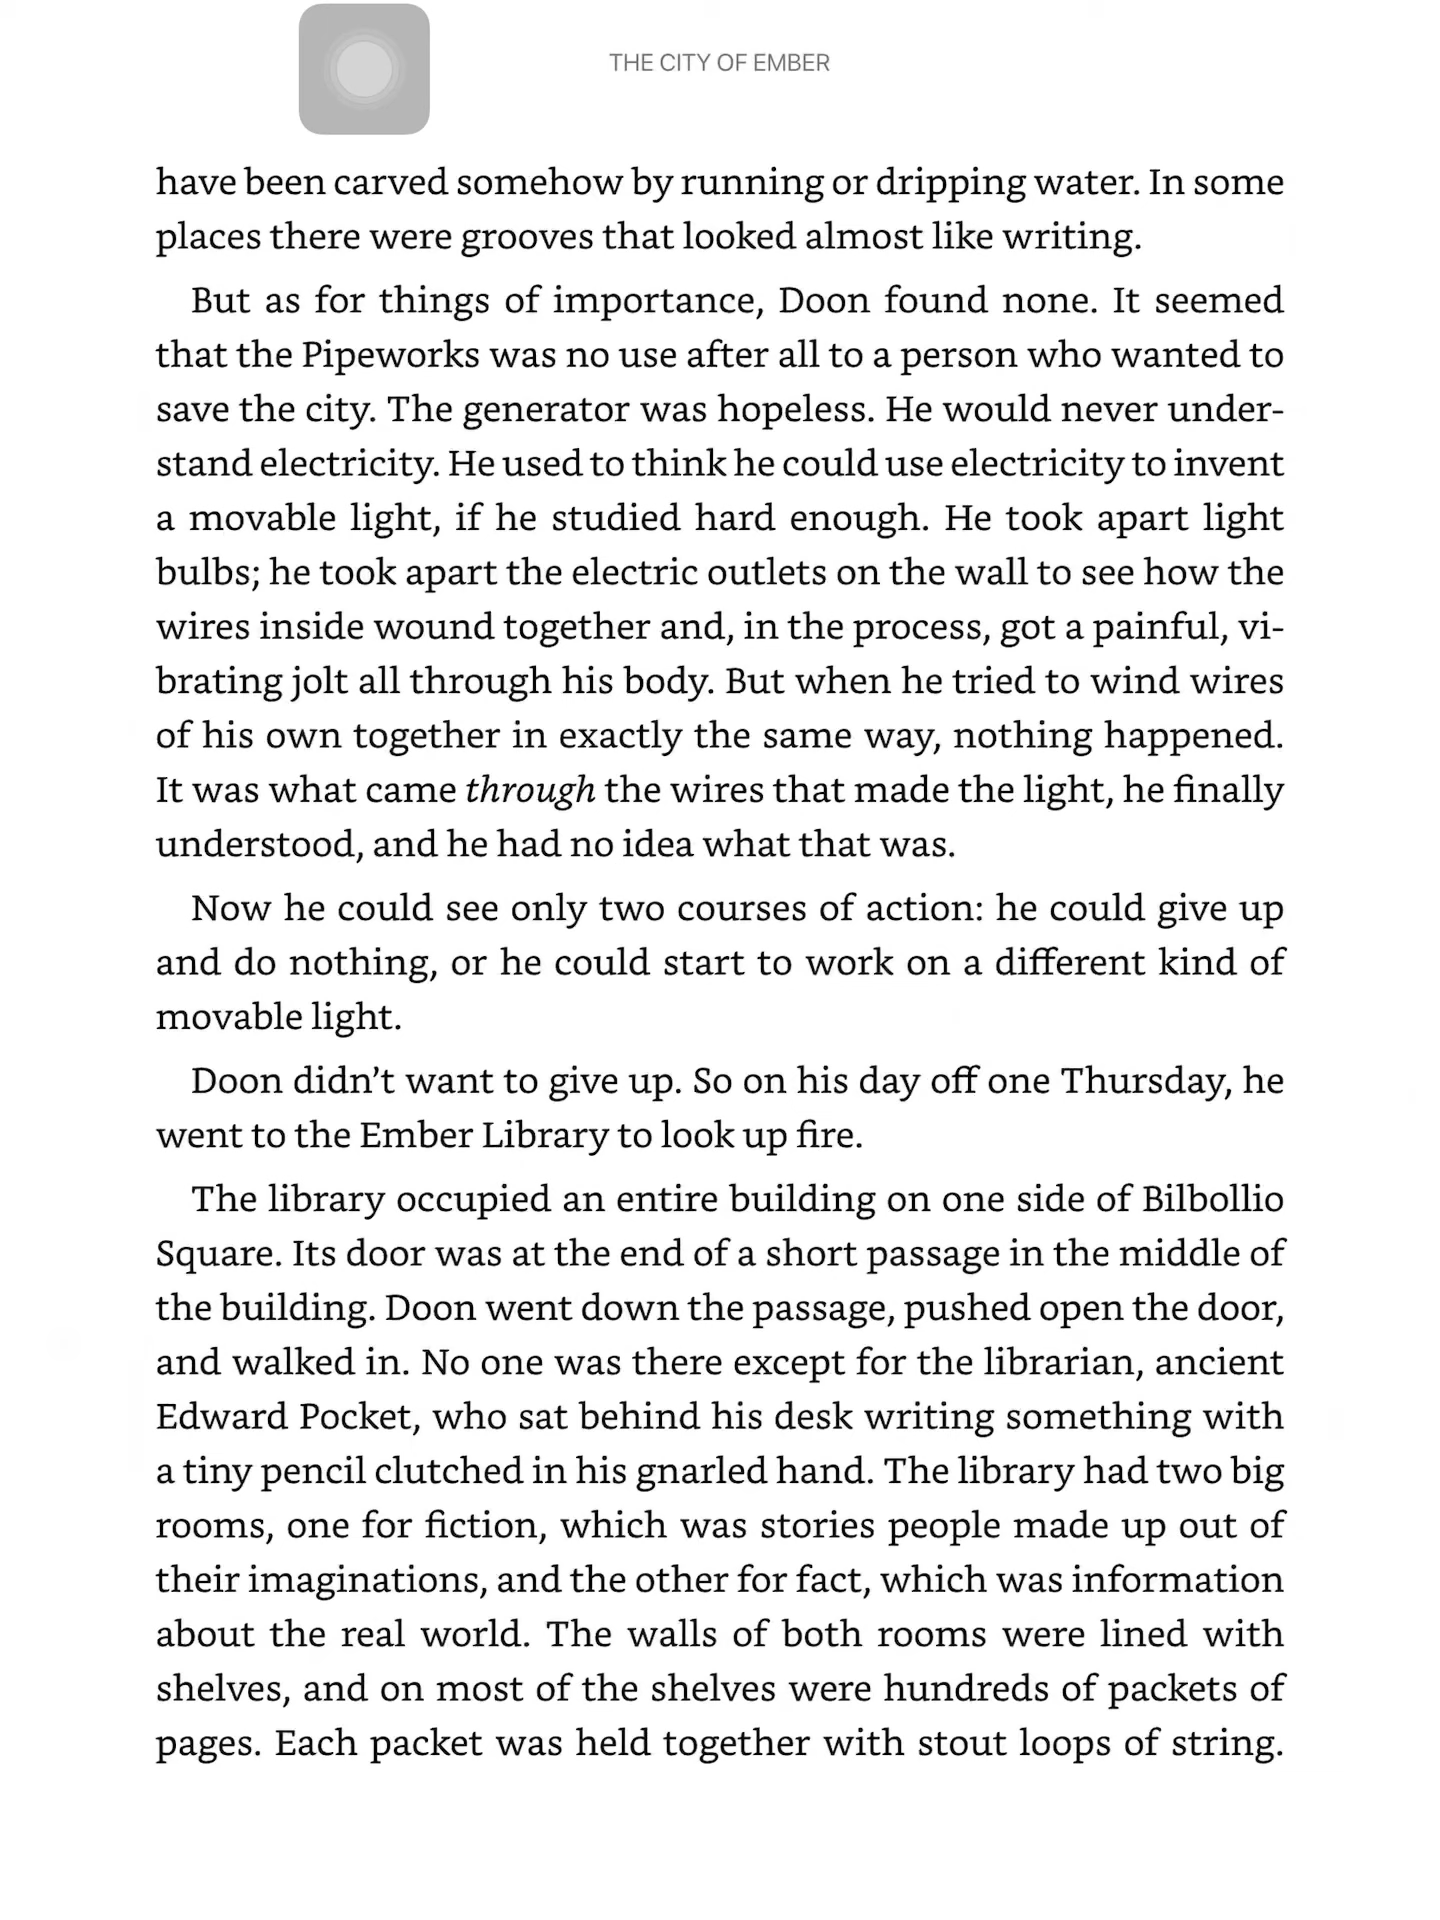 THE CITY OF EMBER
have been carved somehow by running or dripping water. In some
places there were grooves that looked almost like writing.
But as for things of importance, Doon found none. It seemed
that the Pipeworks was no use after all to a person who wanted to
save the city. The generator was hopeless. He would never under-
stand electricity. He used to think he could use electricity to invent
a movable light, if he studied hard enough. He took apart light
bulbs; he took apart the electric outlets on the wall to see how the
wires inside wound together and, in the process, got a painful, vi-
brating jolt all through his body. But when he tried to wind wires
of his own together in exactly the same way, nothing happened.
It was what came through the wires that made the light, he finally
understood, and he had no idea what that was.
Now he could see only two courses of action: he could give up
and do nothing, or he could start to work on a different kind of
movable light.
Doon didn’t want to give up. So on his day off one Thursday, he
went to the Ember Library to look up fire.
The library occupied an entire building on one side of Bilbollio
Square. Its door was at the end of a short passage in the middle of
the building. Doon went down the passage, pushed open the door,
and walked in. No one was there except for the librarian, ancient
Edward Pocket, who sat behind his desk writing something with
a tiny pencil clutched in his gnarled hand. The library had two big
rooms, one for fiction, which was stories people made up out of
their imaginations, and the other for fact, which was information
about the real world. The walls of both rooms were lined with
shelves, and on most of the shelves were hundreds of packets of
pages. Each packet was held together with stout loops of string.